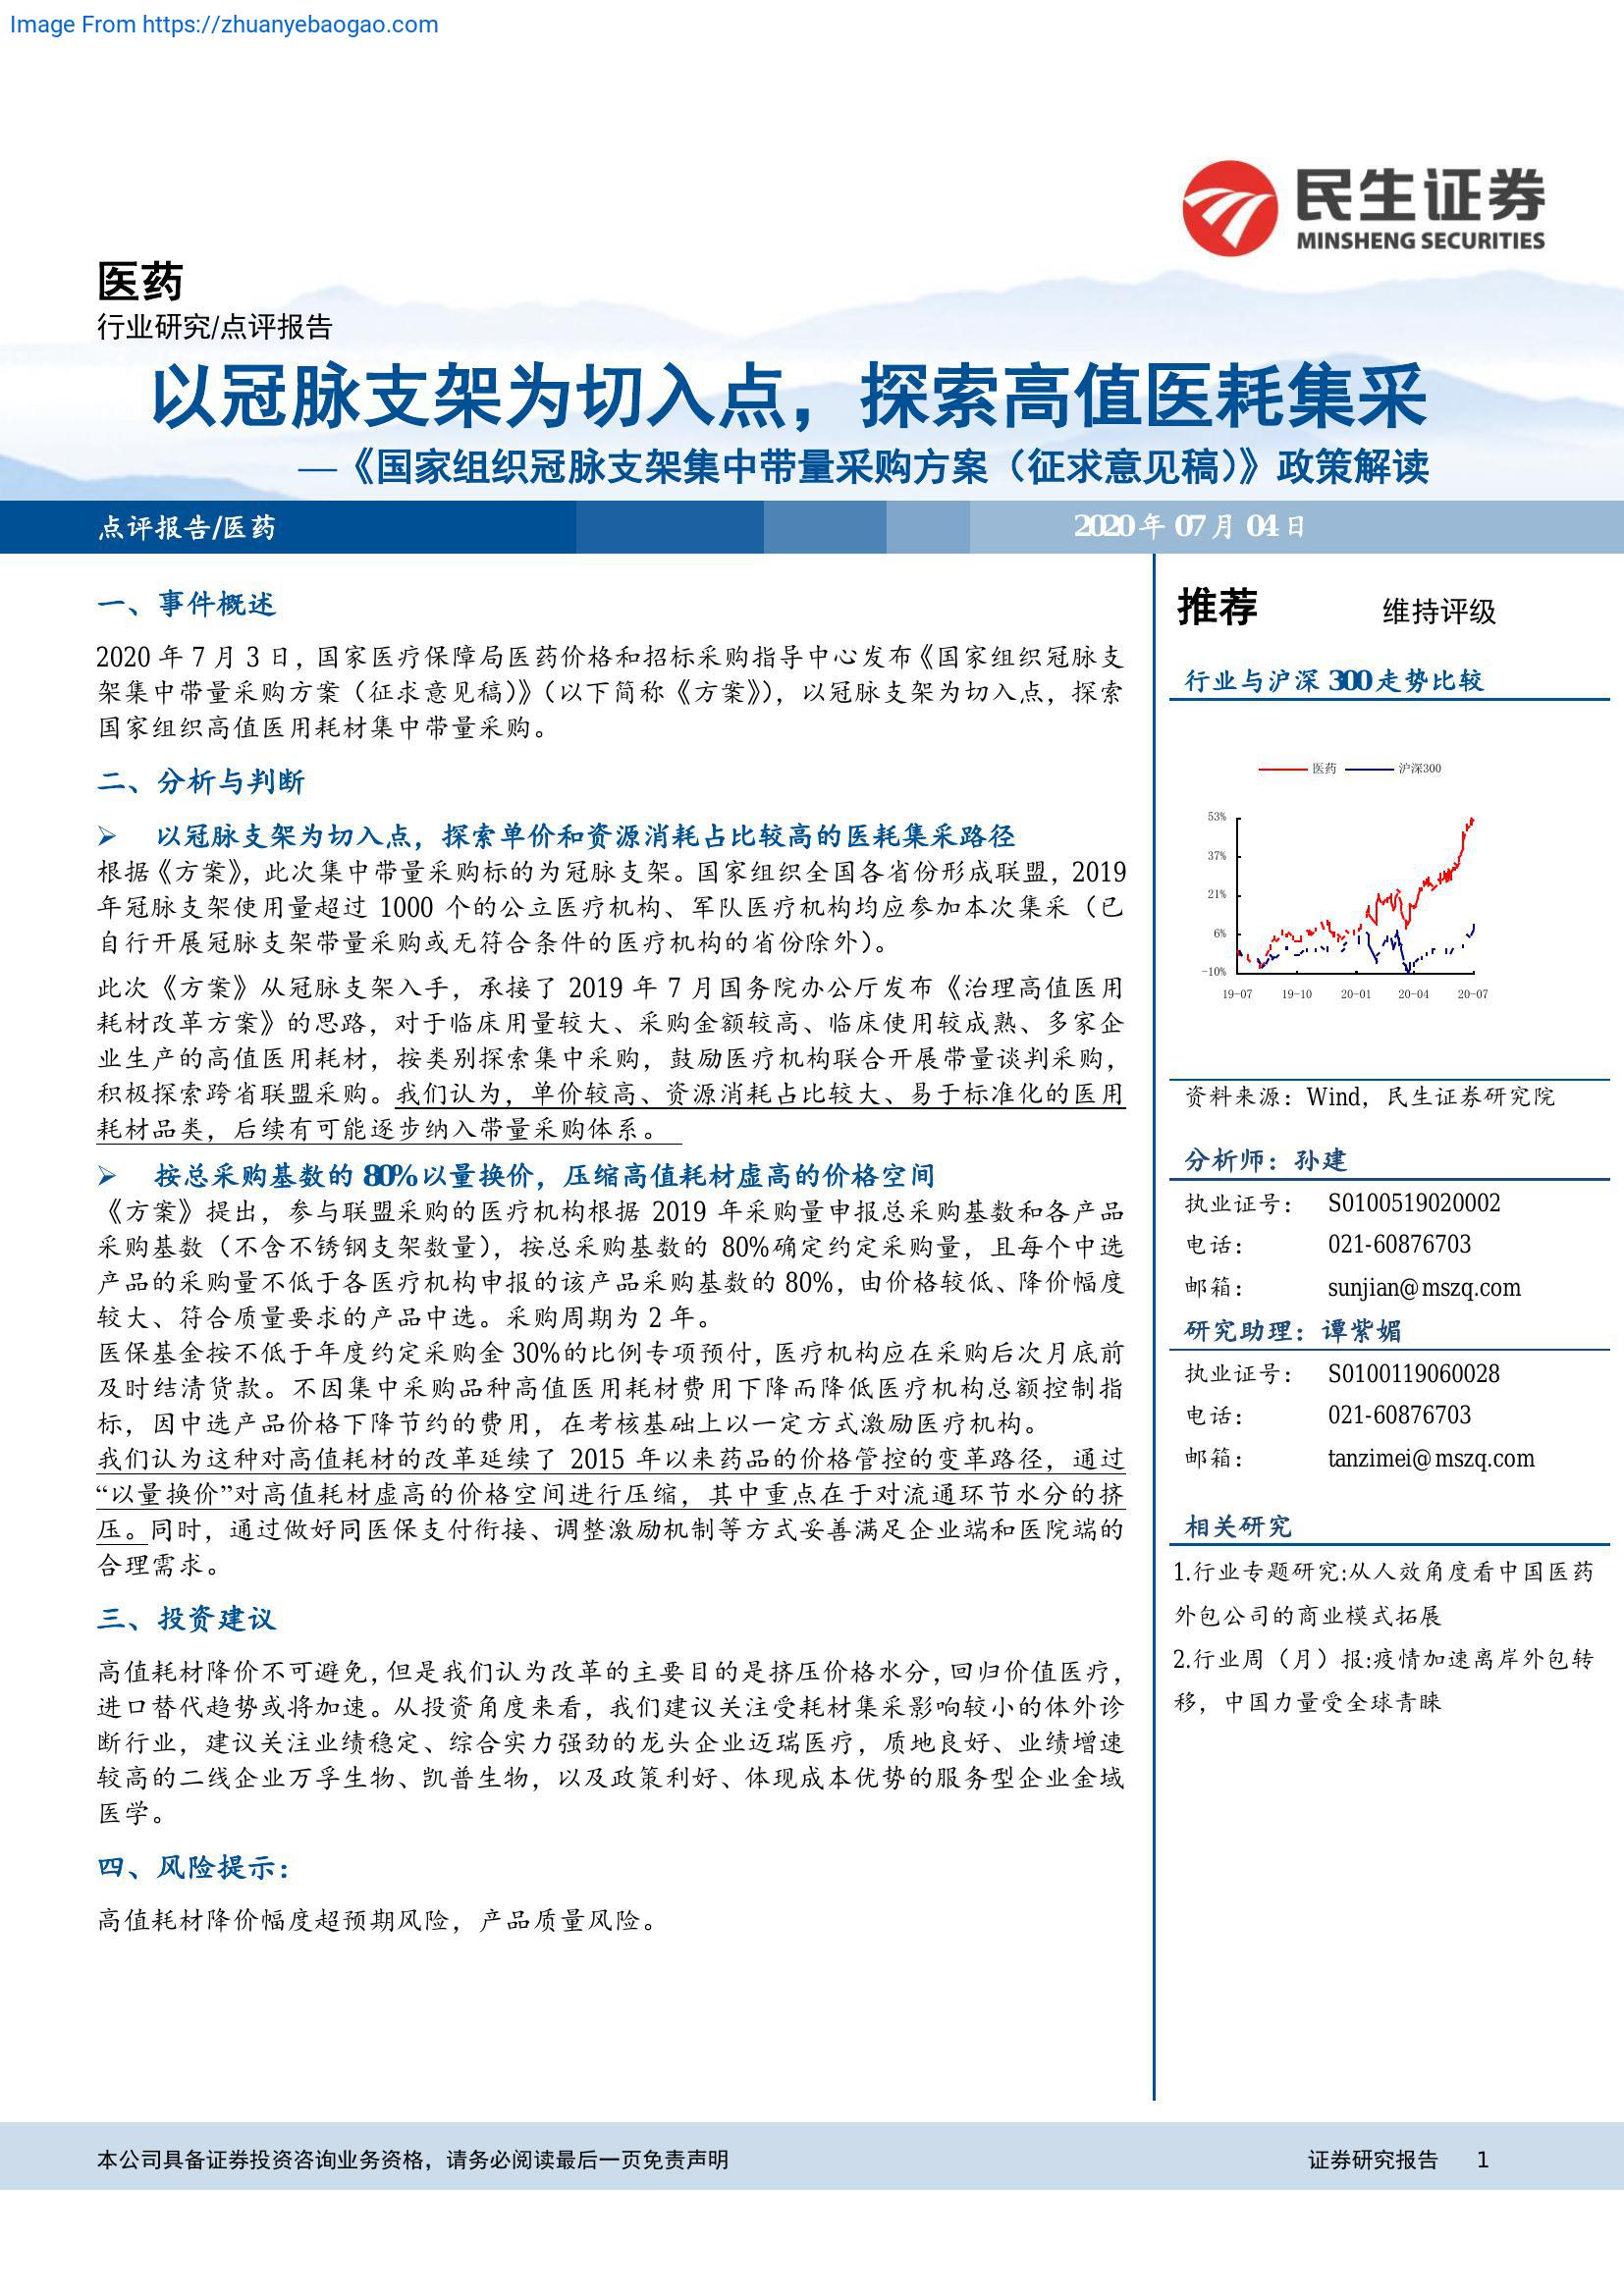 Image From https://zhuanyebaogao.com
民生证券
MINSHENG SECURITIES
医药
行业研究/点评报告
以冠脉支架为切入点，探索高值医耗集采
—《国家组织冠脉支架集中带量采购方案（征求意见稿）》政策解读
点评报告/医药
2020年 07月 04日
一、事件概述
2020 年 7 月 3 日，国家医疗保障局医药价格和招标采购指导中心发布《国家组织冠脉支
架集中带量采购方案（征求意见稿）》（以下简称《方案》），以冠脉支架为切入点，探索
国家组织高值医用耗材集中带量采购。
二、分析与判断
➢ 以冠脉支架为切入点，探索单价和资源消耗占比较高的医耗集采路径
根据《方案》，此次集中带量采购标的为冠脉支架。国家组织全国各省份形成联盟，2019
年冠脉支架使用量超过 1000 个的公立医疗机构、军队医疗机构均应参加本次集采（已
自行开展冠脉支架带量采购或无符合条件的医疗机构的省份除外）。
此次《方案》从冠脉支架入手，承接了 2019 年 7 月国务院办公厅发布《治理高值医用
耗材改革方案》的思路，对于临床用量较大、采购金额较高、临床使用较成熟、多家企
业生产的高值医用耗材，按类别探索集中采购，鼓励医疗机构联合开展带量谈判采购，
积极探索跨省联盟采购。我们认为，单价较高、资源消耗占比较大、易于标准化的医用
耗材品类，后续有可能逐步纳入带量采购体系。
➢ 按总采购基数的 80%以量换价，压缩高值耗材虚高的价格空间
《方案》提出，参与联盟采购的医疗机构根据 2019 年采购量申报总采购基数和各产品
采购基数（不含不锈钢支架数量），按总采购基数的 80%确定约定采购量，且每个中选
产品的采购量不低于各医疗机构申报的该产品采购基数的 80%，由价格较低、降价幅度
较大、符合质量要求的产品中选。采购周期为 2 年。
医保基金按不低于年度约定采购金 30%的比例专项预付，医疗机构应在采购后次月底前
及时结清货款。不因集中采购品种高值医用耗材费用下降而降低医疗机构总额控制指
标，因中选产品价格下降节约的费用，在考核基础上以一定方式激励医疗机构。
我们认为这种对高值耗材的改革延续了 2015 年以来药品的价格管控的变革路径，通过
“以量换价”对高值耗材虚高的价格空间进行压缩，其中重点在于对流通环节水分的挤
压。同时，通过做好同医保支付衔接、调整激励机制等方式妥善满足企业端和医院端的
合理需求。
三、投资建议
高值耗材降价不可避免，但是我们认为改革的主要目的是挤压价格水分，回归价值医疗，
进口替代趋势或将加速。从投资角度来看，我们建议关注受耗材集采影响较小的体外诊
断行业，建议关注业绩稳定、综合实力强劲的龙头企业迈瑞医疗，质地良好、业绩增速
较高的二线企业万孚生物、凯普生物，以及政策利好、体现成本优势的服务型企业金域
医学。
四、风险提示：
高值耗材降价幅度超预期风险，产品质量风险。
推荐 维持评级
行业与沪深 300 走势比较
医药 沪深300
53%
37%
21%
6%
-10%
19-07 19-10 20-01 20-04 20-07
资料来源：Wind，民生证券研究院
分析师：孙建
执业证号： S0100519020002
电话： 021-60876703
邮箱： sunjian@mszq.com
研究助理：谭紫媚
执业证号： S0100119060028
电话： 021-60876703
邮箱： tanzimei@mszq.com
相关研究
1.行业专题研究:从人效角度看中国医药
外包公司的商业模式拓展
2.行业周（月）报:疫情加速离岸外包转
移，中国力量受全球青睐
本公司具备证券投资咨询业务资格，请务必阅读最后一页免责声明
证券研究报告 1